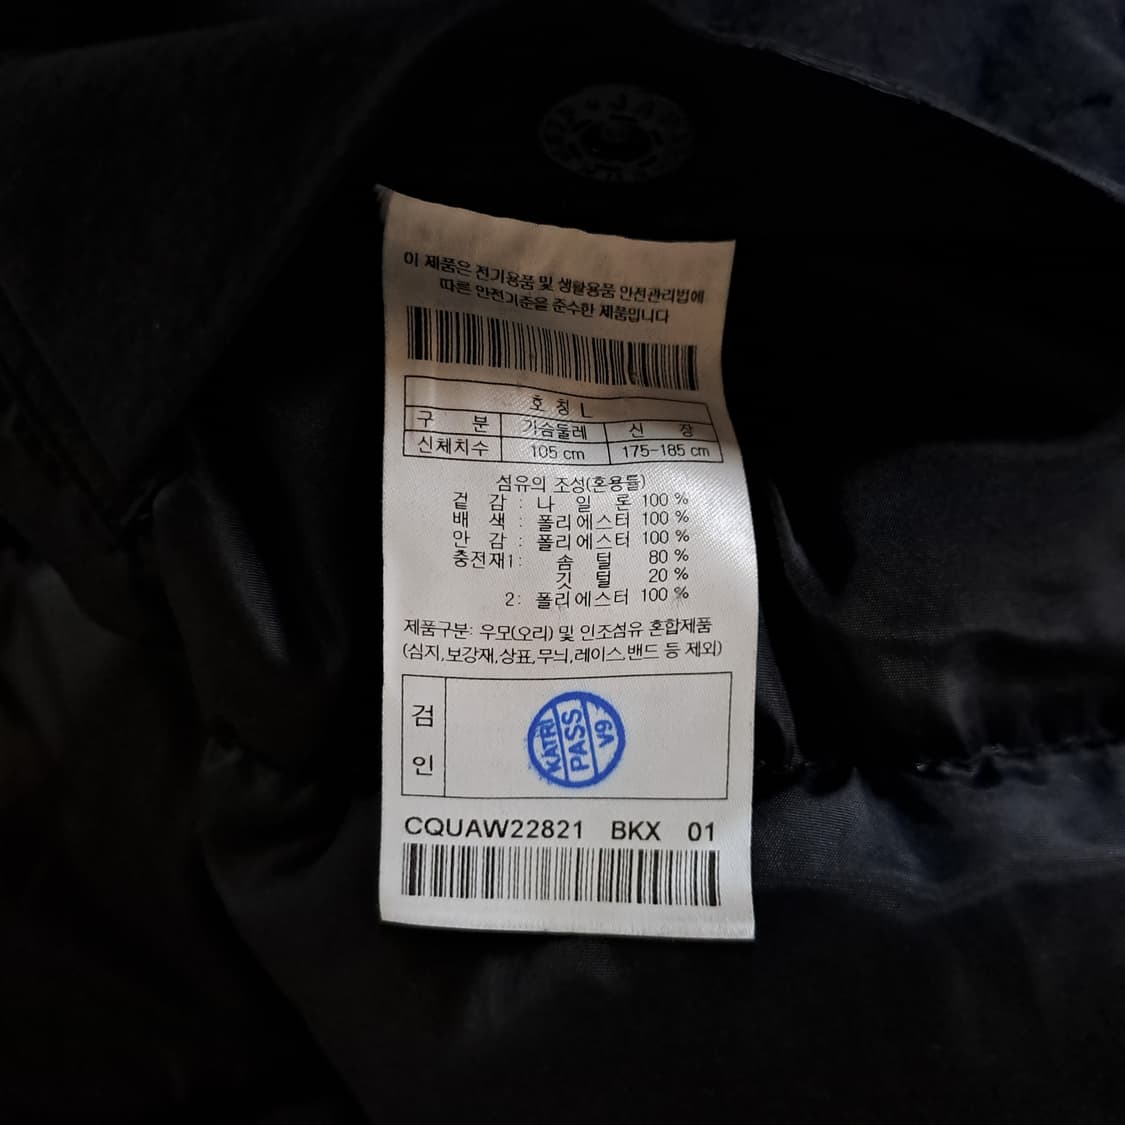 이 제품은 전기용품 및 생활용품 안전관리법에
따른 안전기준을 준수한 제품입니다
호 칭 L
구 분 가슴둘레 신 장
신체치수 105 cm 175~185 cm
섬유의 조성(혼용률)
겉 감 : 나 일 론 100 %
배 색 : 폴리에스터 100 %
안 감 : 폴리에스터 100 %
충전재1: 솜 털 80 %
깃 털 20 %
2: 폴리에스터 100 %
제품구분: 우모(오리) 및 인조섬유 혼합제품
(심지,보강재,상표,무늬,레이스,밴드 등 제외)
검
인
KATRI
PASS
V9
CQUAW22821 BKX 01